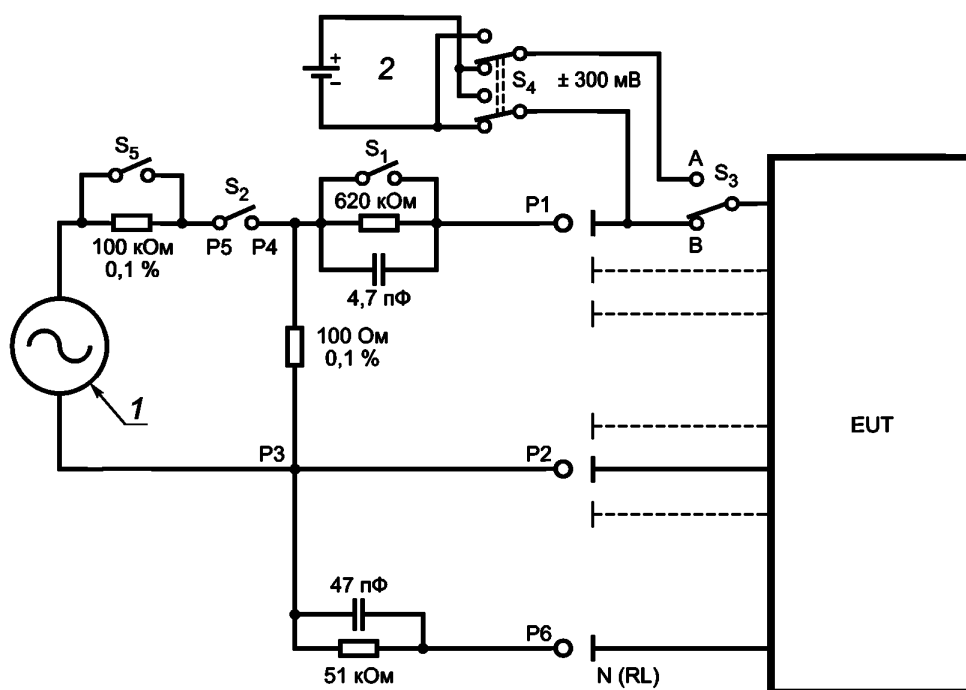 +
−
2
S4
± 300 мВ
S5
S1
S2
A
S3
620 кОм
P1
P5
P4
B
100 кОм
0,1 %
4,7 пФ
100 Ом
0,1 %
1
EUT
P3
P2
47 пФ
P6
51 кОм
N (RL)